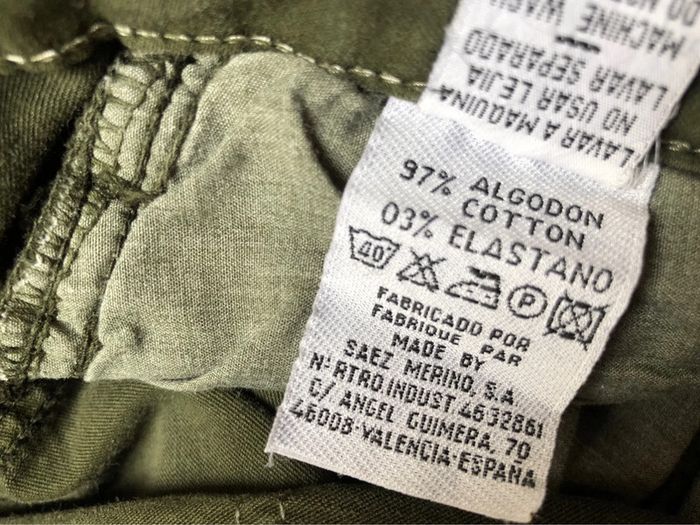 LAVAR A MAQUINA
NO USAR LEJIA
LAVAR SEPARADO
MACHINE WASH
97% ALGODON
COTTON
03% ELASTANO
40 P
FABRICADO POR
FABRIQUE PAR
MADE BY
SAEZ MERINO, S.A.
Nº RTRO INDUST 4632861
C/ ANGEL GUIMERA, 70
46008-VALENCIA-ESPAÑA